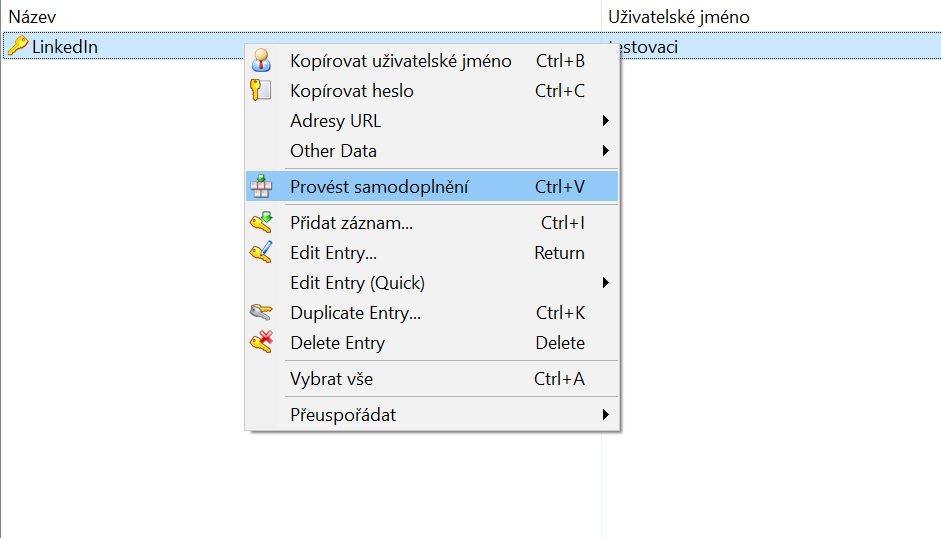 Název Uživatelské jméno
LinkedIn estovaci
Kopírovat uživatelské jméno Ctrl+B
Kopírovat heslo Ctrl+C
Adresy URL
Other Data
Provést samodoplnění Ctrl+V
Přidat záznam... Ctrl+I
Edit Entry... Return
Edit Entry (Quick)
Duplicate Entry... Ctrl+K
Delete Entry Delete
Vybrat vše Ctrl+A
Přeuspořádat